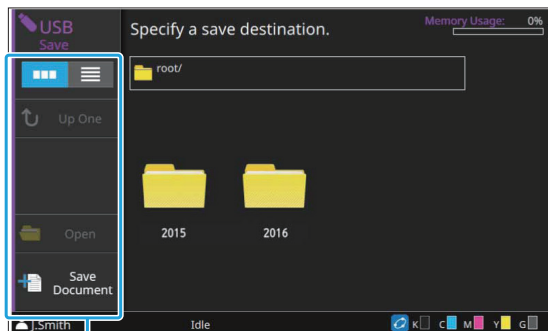 USB
Save
Specify a save destination.
Memory Usage: 0%
root/
Up One
2015
2016
Open
Save
Document
J.Smith
Idle
K C M Y G